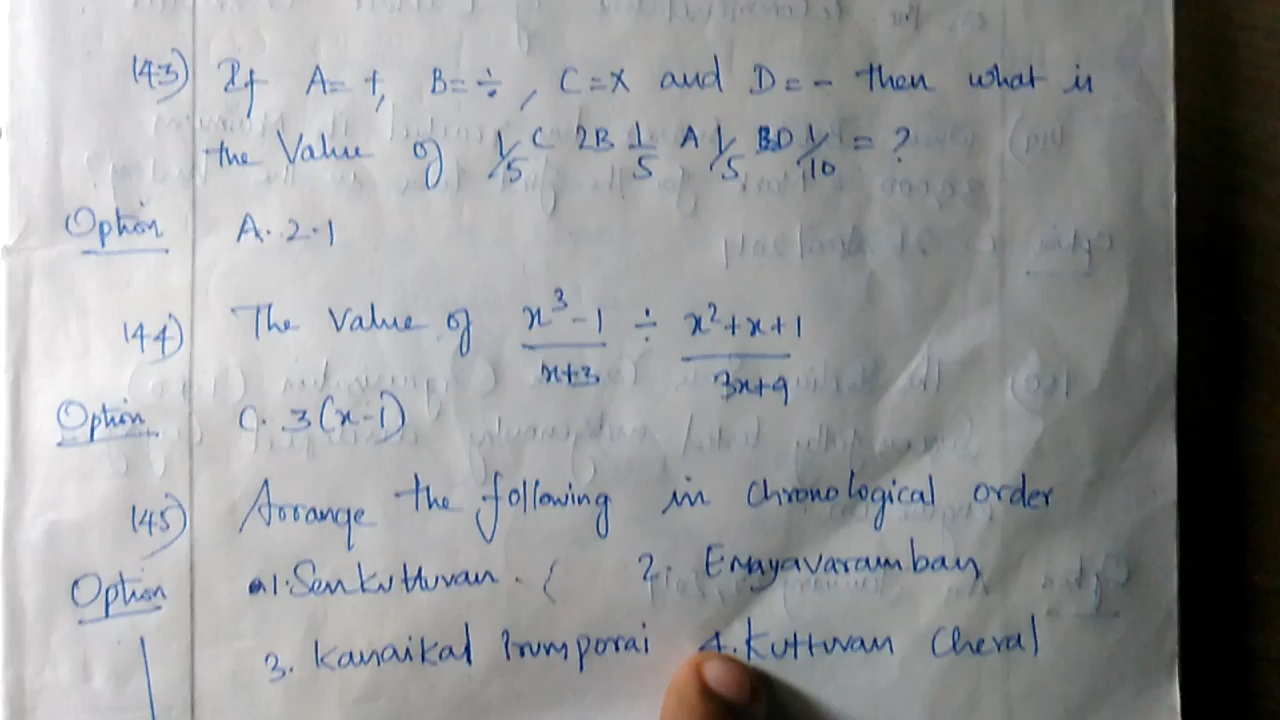 143) If A= +, B= ÷, C=X and D= - then what is
the Value of 1/5 C 2B 1/5 A 1/5 BD 1/10 = ?
Option A. 2.1
144) The Value of x³-1/x+3 ÷ x²+x+1/3x+9
Option C. 3(x-1)
145) Arrange the following in chronological order
Option 1. Senkuttuvan. 2. Emayavaramban
3. Kanaikal Irumporai 4. Kuttuvan Cheral